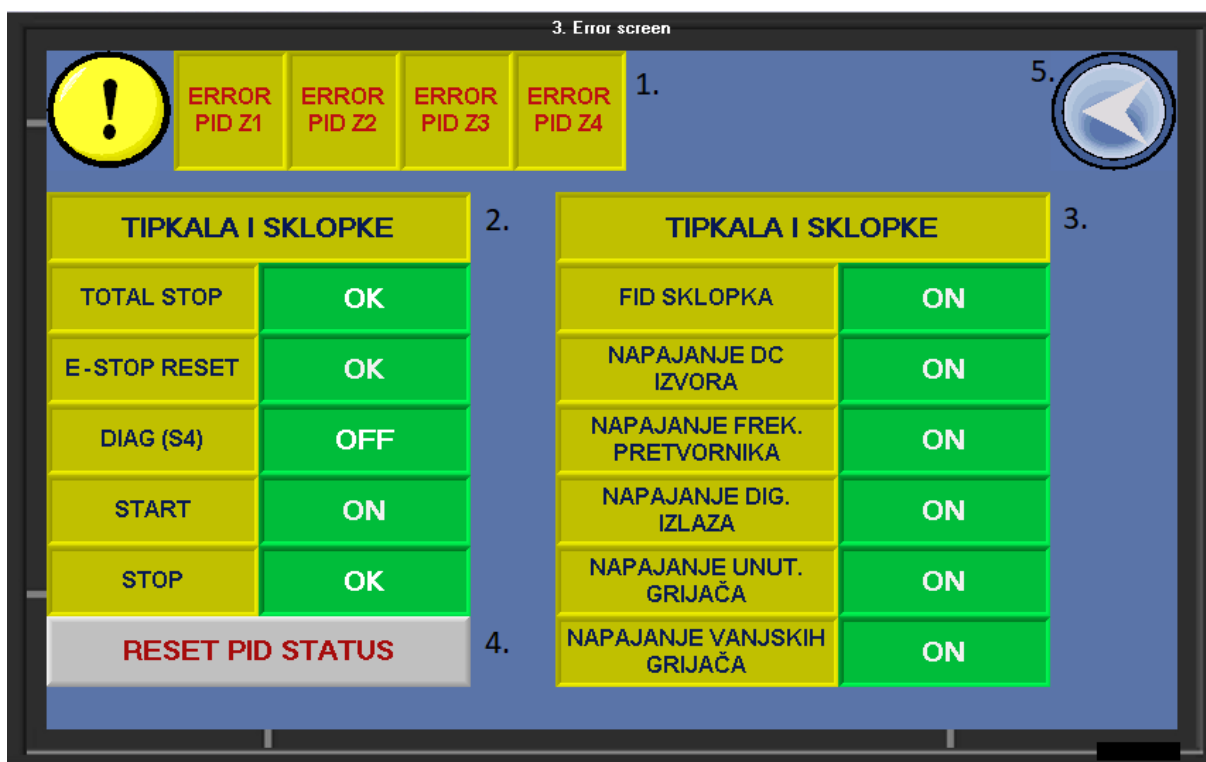 3. Error screen
!
ERROR
PID Z1
ERROR
PID Z2
ERROR
PID Z3
ERROR
PID Z4
1.
5.
TIPKALA I SKLOPKE
2.
TOTAL STOP
OK
E-STOP RESET
OK
DIAG (S4)
OFF
START
ON
STOP
OK
RESET PID STATUS
4.
TIPKALA I SKLOPKE
3.
FID SKLOPKA
ON
NAPAJANJE DC
IZVORA
ON
NAPAJANJE FREK.
PRETVORNIKA
ON
NAPAJANJE DIG.
IZLAZA
ON
NAPAJANJE UNUT.
GRIJAČA
ON
NAPAJANJE VANJSKIH
GRIJAČA
ON